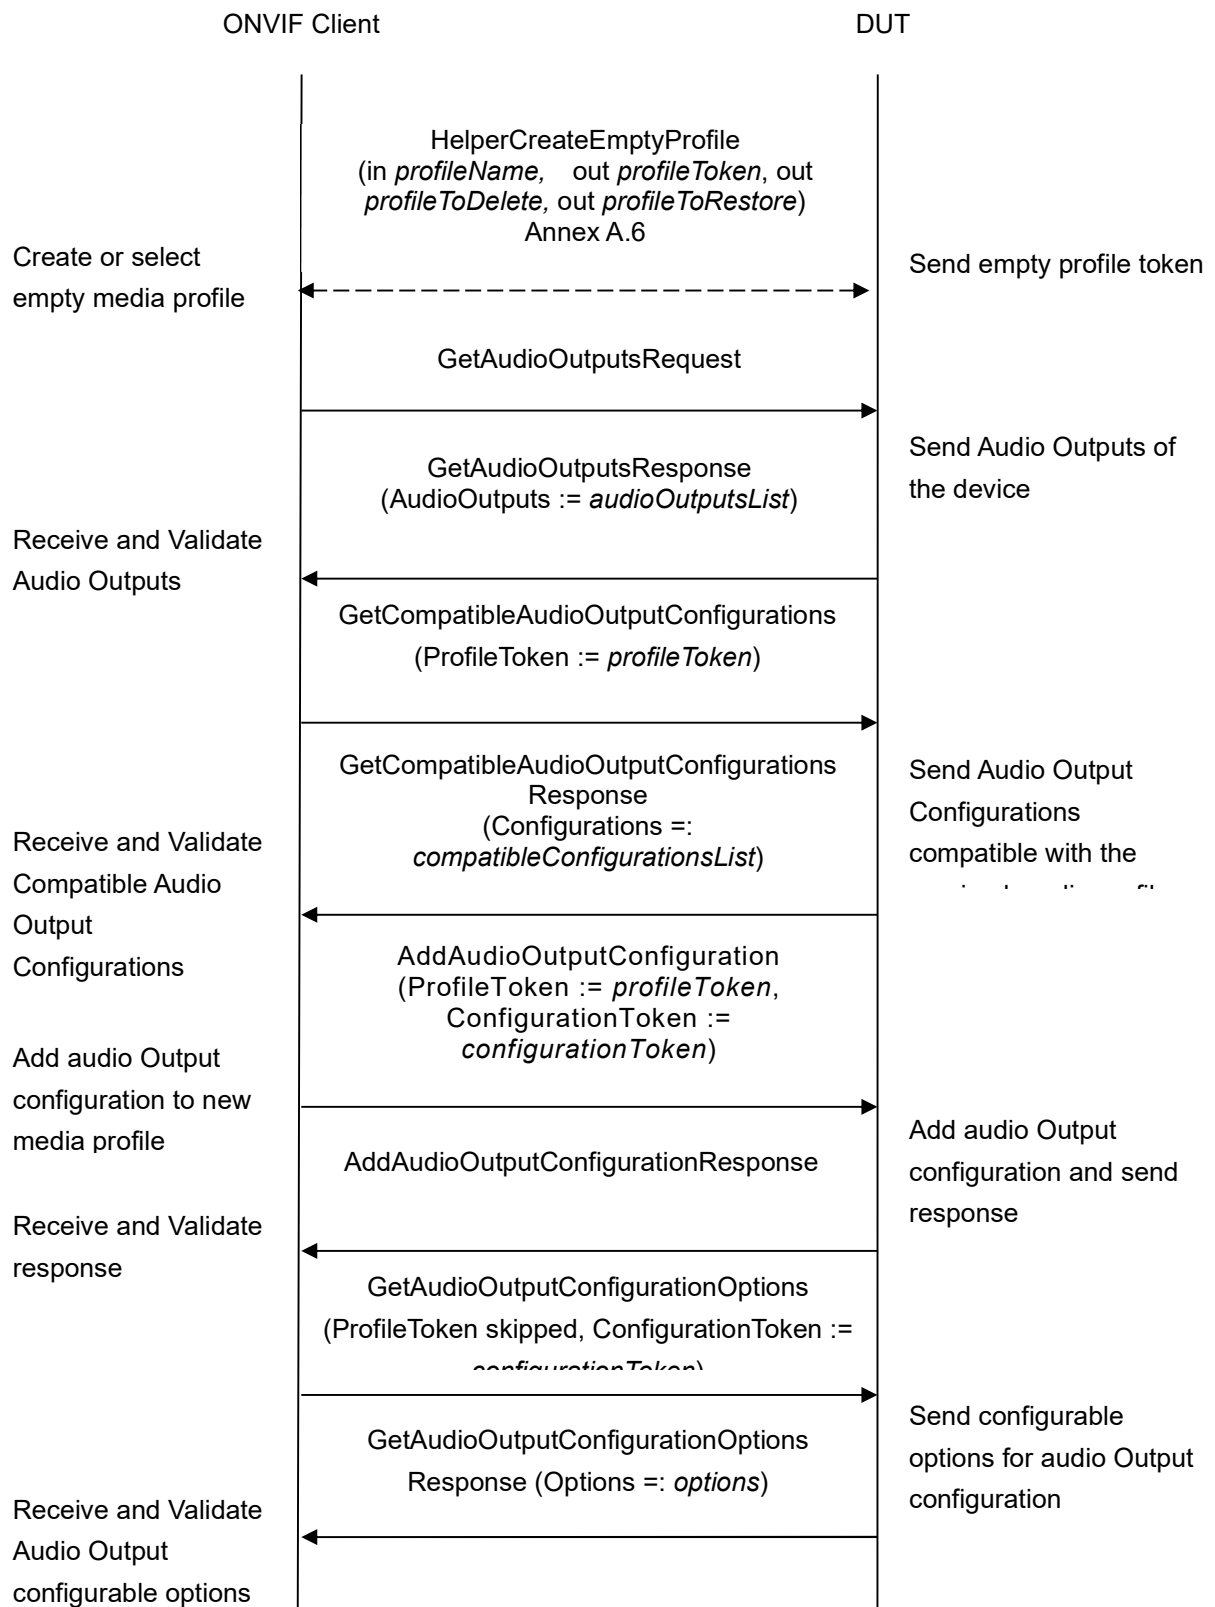 ONVIF Client
DUT
HelperCreateEmptyProfile
(in profileName, out profileToken, out
profileToDelete, out profileToRestore)
Annex A.6
Create or select
empty media profile
Send empty profile token
GetAudioOutputsRequest
Send Audio Outputs of
the device
GetAudioOutputsResponse
(AudioOutputs := audioOutputsList)
Receive and Validate
Audio Outputs
GetCompatibleAudioOutputConfigurations
(ProfileToken := profileToken)
GetCompatibleAudioOutputConfigurations
Response
(Configurations =:
compatibleConfigurationsList)
Send Audio Output
Configurations
compatible with the
Receive and Validate
Compatible Audio
Output
Configurations
AddAudioOutputConfiguration
(ProfileToken := profileToken,
ConfigurationToken :=
configurationToken)
Add audio Output
configuration to new
media profile
Add audio Output
configuration and send
response
AddAudioOutputConfigurationResponse
Receive and Validate
response
GetAudioOutputConfigurationOptions
(ProfileToken skipped, ConfigurationToken :=
configurationToken)
Send configurable
options for audio Output
configuration
GetAudioOutputConfigurationOptions
Response (Options =: options)
Receive and Validate
Audio Output
configurable options